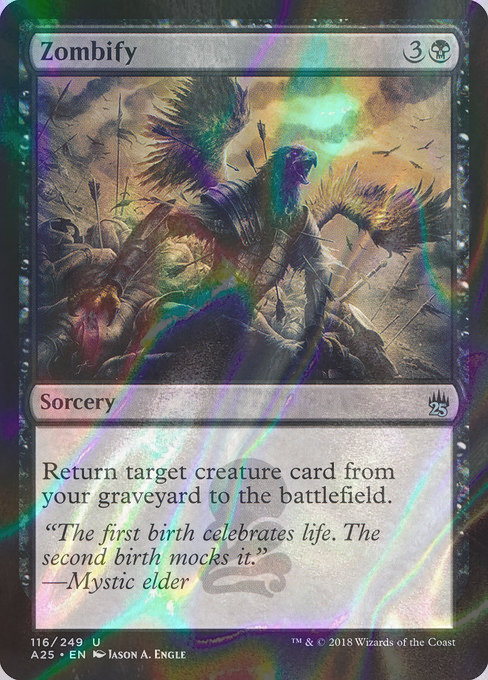 Zombify 3
Sorcery
25
Return target creature card from
your graveyard to the battlefield.
“The first birth celebrates life. The
second birth mocks it.”
—Mystic elder
116/249 U
™ & © 2018 Wizards of the Coast
A25 • EN Jason A. Engle